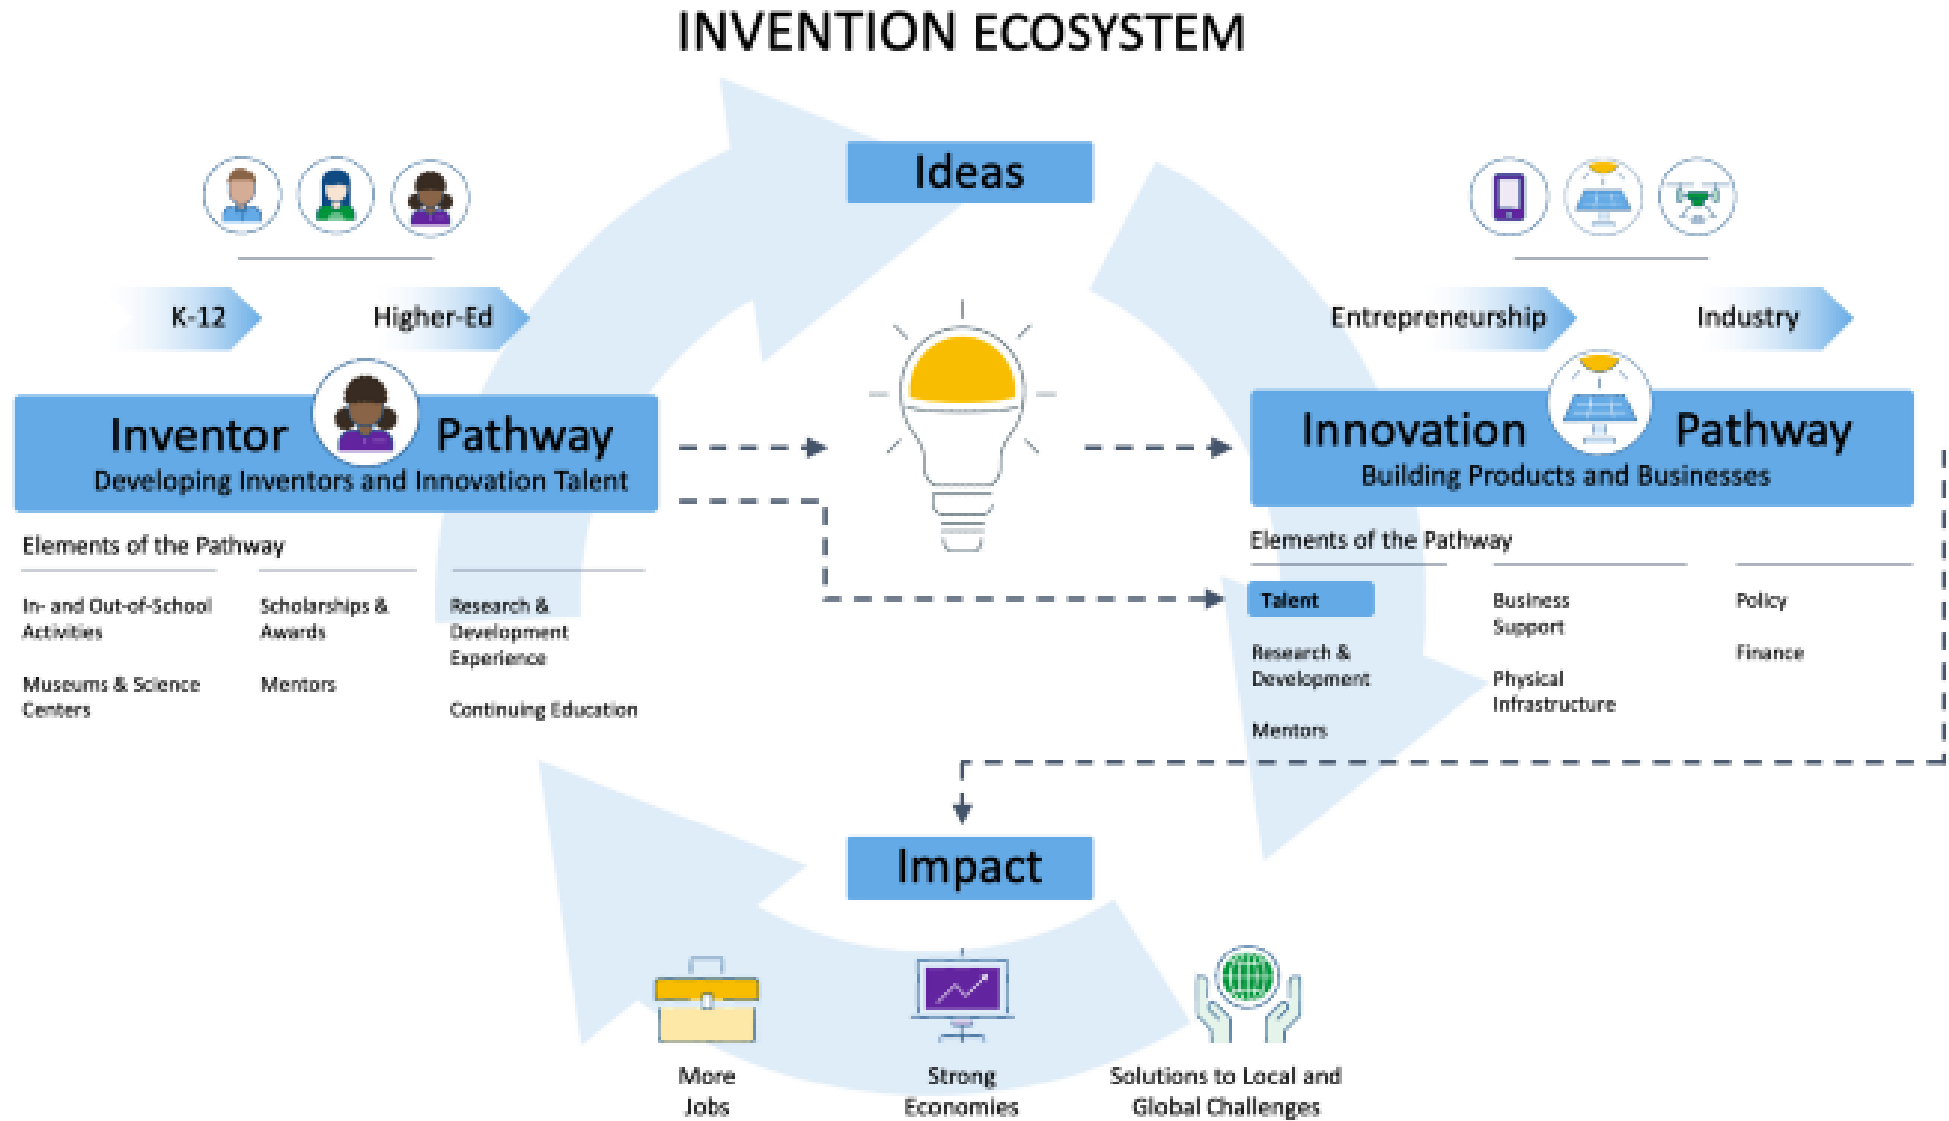 INVENTION ECOSYSTEM
Ideas
K-12
Higher-Ed
Inventor Pathway
Developing Inventors and Innovation Talent
Elements of the Pathway
In- and Out-of-School
Activities
Museums & Science
Centers
Scholarships &
Awards
Mentors
Research &
Development
Experience
Continuing Education
Entrepreneurship
Industry
Innovation Pathway
Building Products and Businesses
Elements of the Pathway
Talent
Research &
Development
Mentors
Business
Support
Physical
Infrastructure
Policy
Finance
Impact
More
Jobs
Strong
Economies
Solutions to Local and
Global Challenges